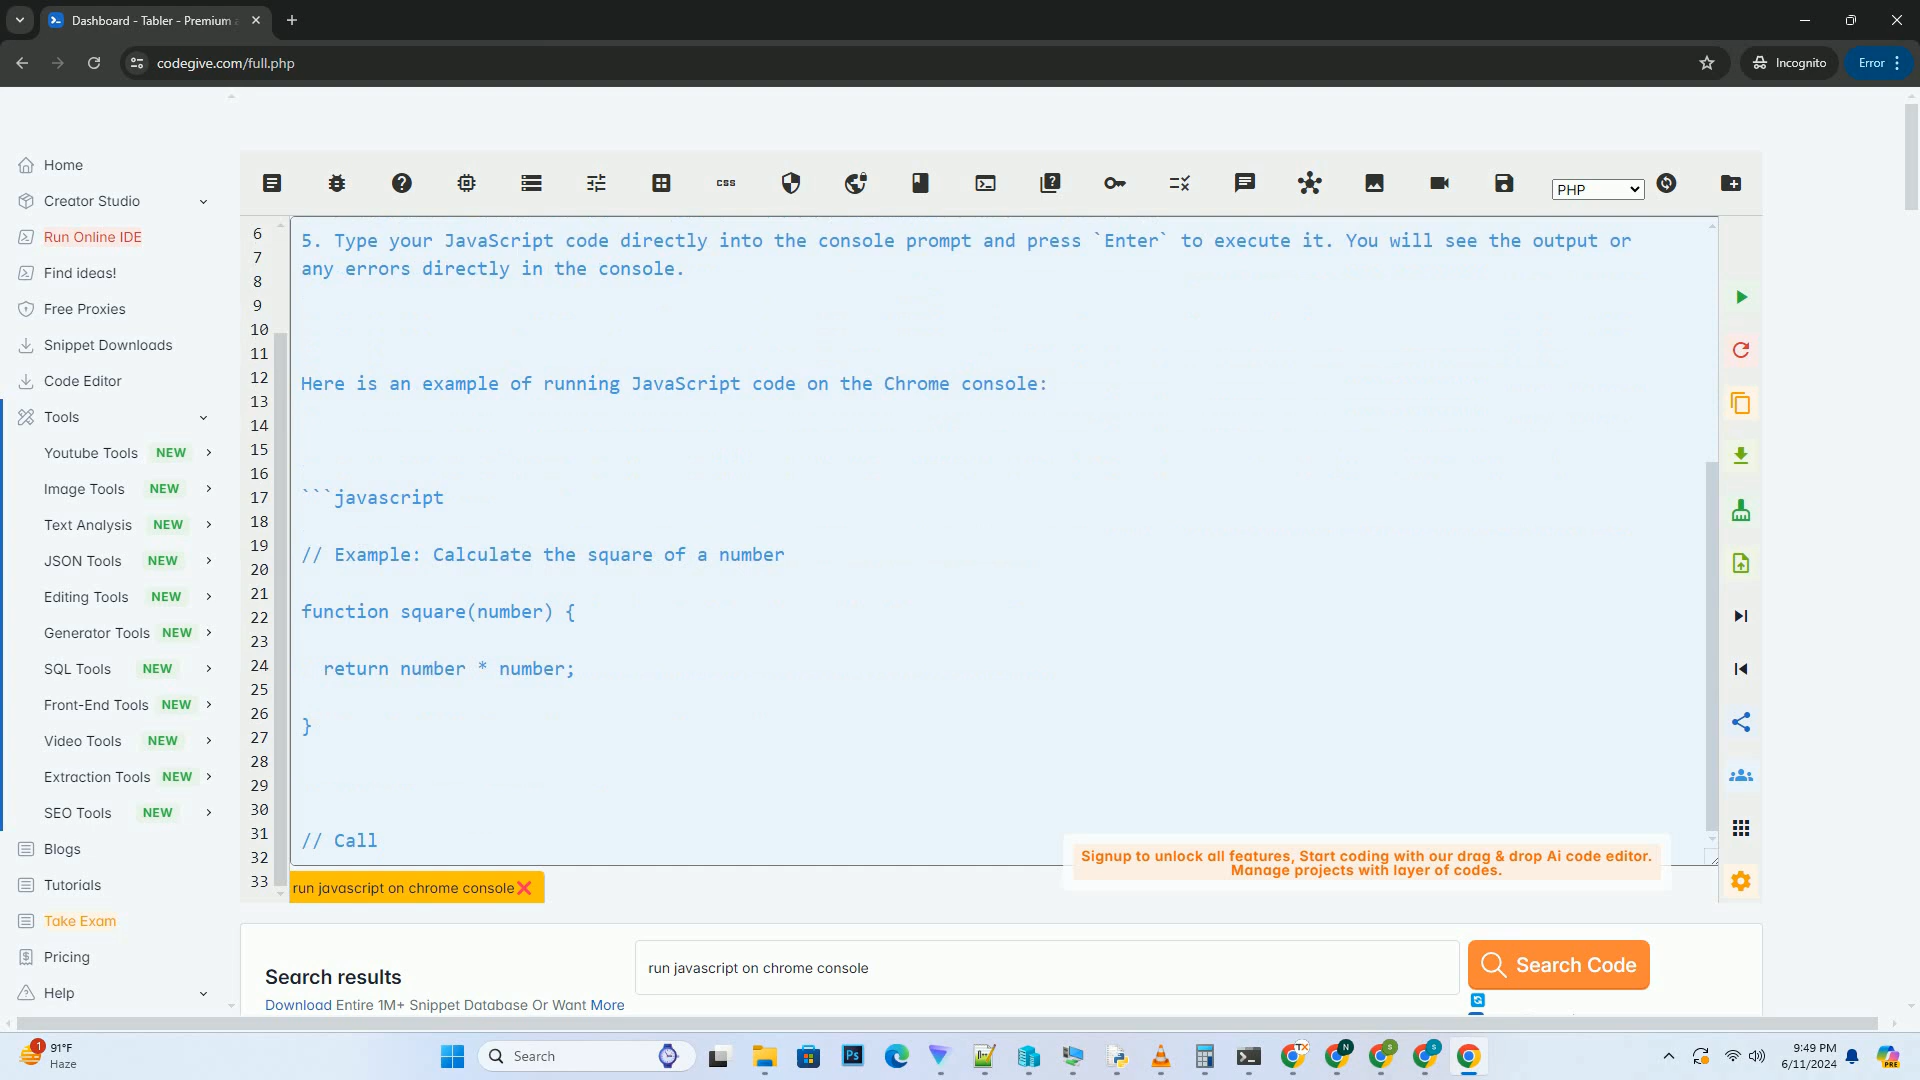 Dashboard - Tabler - Premium
codegive.com/full.php
Incognito
Error
Home
Creator Studio
Run Online IDE
Find ideas!
Free Proxies
Snippet Downloads
Code Editor
Tools
Youtube Tools NEW
Image Tools NEW
Text Analysis NEW
JSON Tools NEW
Editing Tools NEW
Generator Tools NEW
SQL Tools NEW
Front-End Tools NEW
Video Tools NEW
Extraction Tools NEW
SEO Tools NEW
Blogs
Tutorials
Take Exam
Pricing
Help
css
PHP
6
7
8
9
10
11
12
13
14
15
16
17
18
19
20
21
22
23
24
25
26
27
28
29
30
31
32
33
5. Type your JavaScript code directly into the console prompt and press `Enter` to execute it. You will see the output or
any errors directly in the console.
Here is an example of running JavaScript code on the Chrome console:
```javascript
// Example: Calculate the square of a number
function square(number) {
return number * number;
}
// Call
Signup to unlock all features, Start coding with our drag & drop Ai code editor.
Manage projects with layer of codes.
run javascript on chrome console
Search results
Download Entire 1M+ Snippet Database Or Want More
run javascript on chrome console
Search Code
1
91°F
Haze
Search
Ps
TX
N
S
S
S
9:49 PM
6/11/2024
PRE